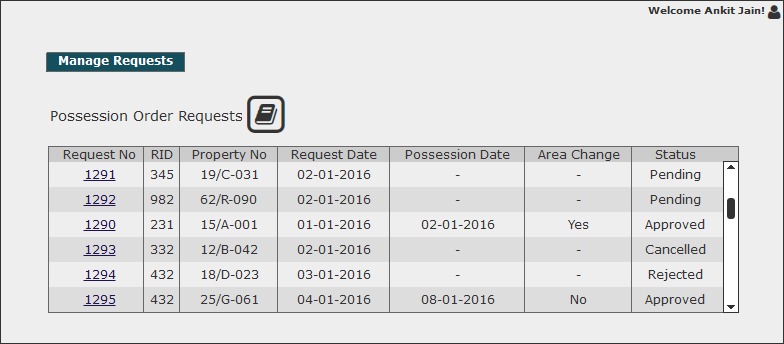 Welcome Ankit Jain!
Manage Requests
Possession Order Requests
Request No RID Property No Request Date Possession Date Area Change Status
1291 345 19/C-031 02-01-2016 - - Pending
1292 982 62/R-090 02-01-2016 - - Pending
1290 231 15/A-001 01-01-2016 02-01-2016 Yes Approved
1293 332 12/B-042 02-01-2016 - - Cancelled
1294 432 18/D-023 03-01-2016 - - Rejected
1295 432 25/G-061 04-01-2016 08-01-2016 No Approved